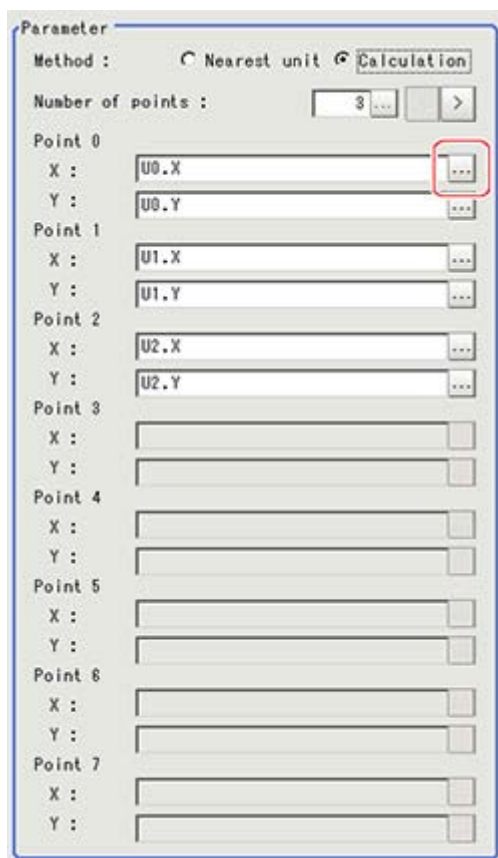 Parameter
Method : Nearest unit Calculation
Number of points : 3 ... >
Point 0
X : U0.X ...
Y : U0.Y ...
Point 1
X : U1.X ...
Y : U1.Y ...
Point 2
X : U2.X ...
Y : U2.Y ...
Point 3
X :
Y :
Point 4
X :
Y :
Point 5
X :
Y :
Point 6
X :
Y :
Point 7
X :
Y :